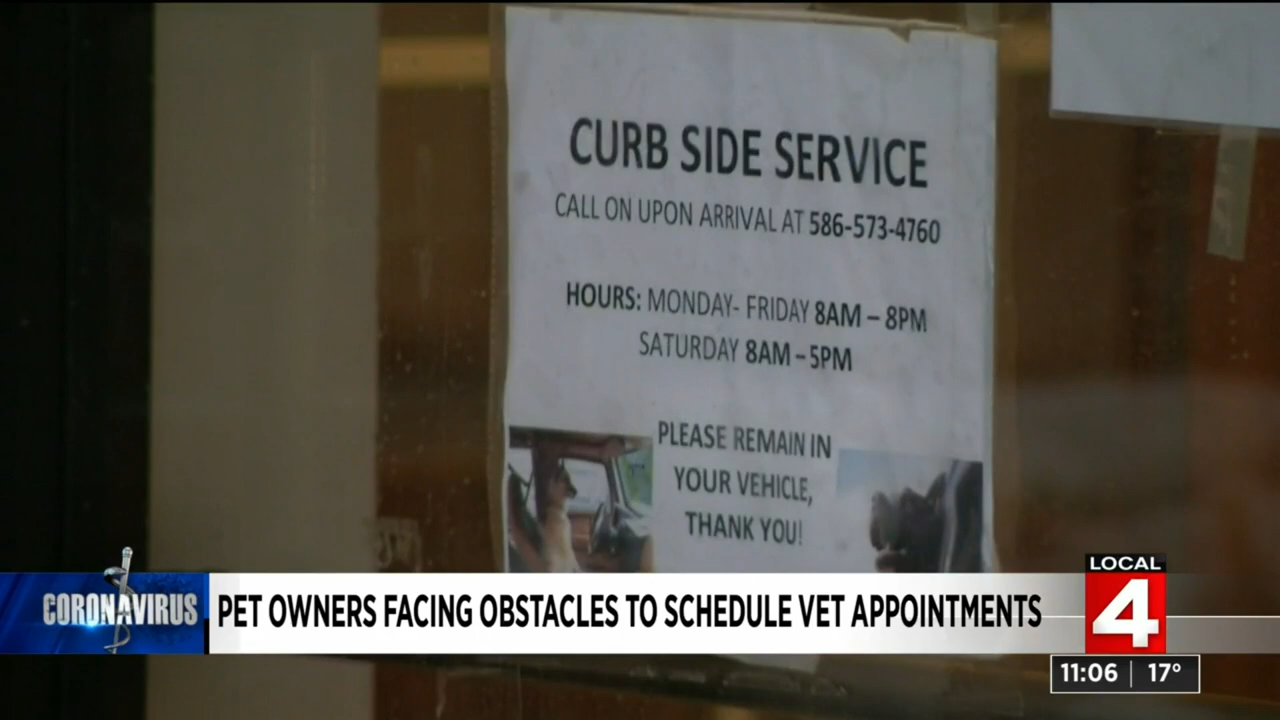 CURB SIDE SERVICE
CALL ON UPON ARRIVAL AT 586-573-4760
HOURS: MONDAY- FRIDAY 8AM – 8PM
SATURDAY 8AM – 5PM
PLEASE REMAIN IN
YOUR VEHICLE,
THANK YOU!
CORONAVIRUS
PET OWNERS FACING OBSTACLES TO SCHEDULE VET APPOINTMENTS
LOCAL
4
11:06 | 17°